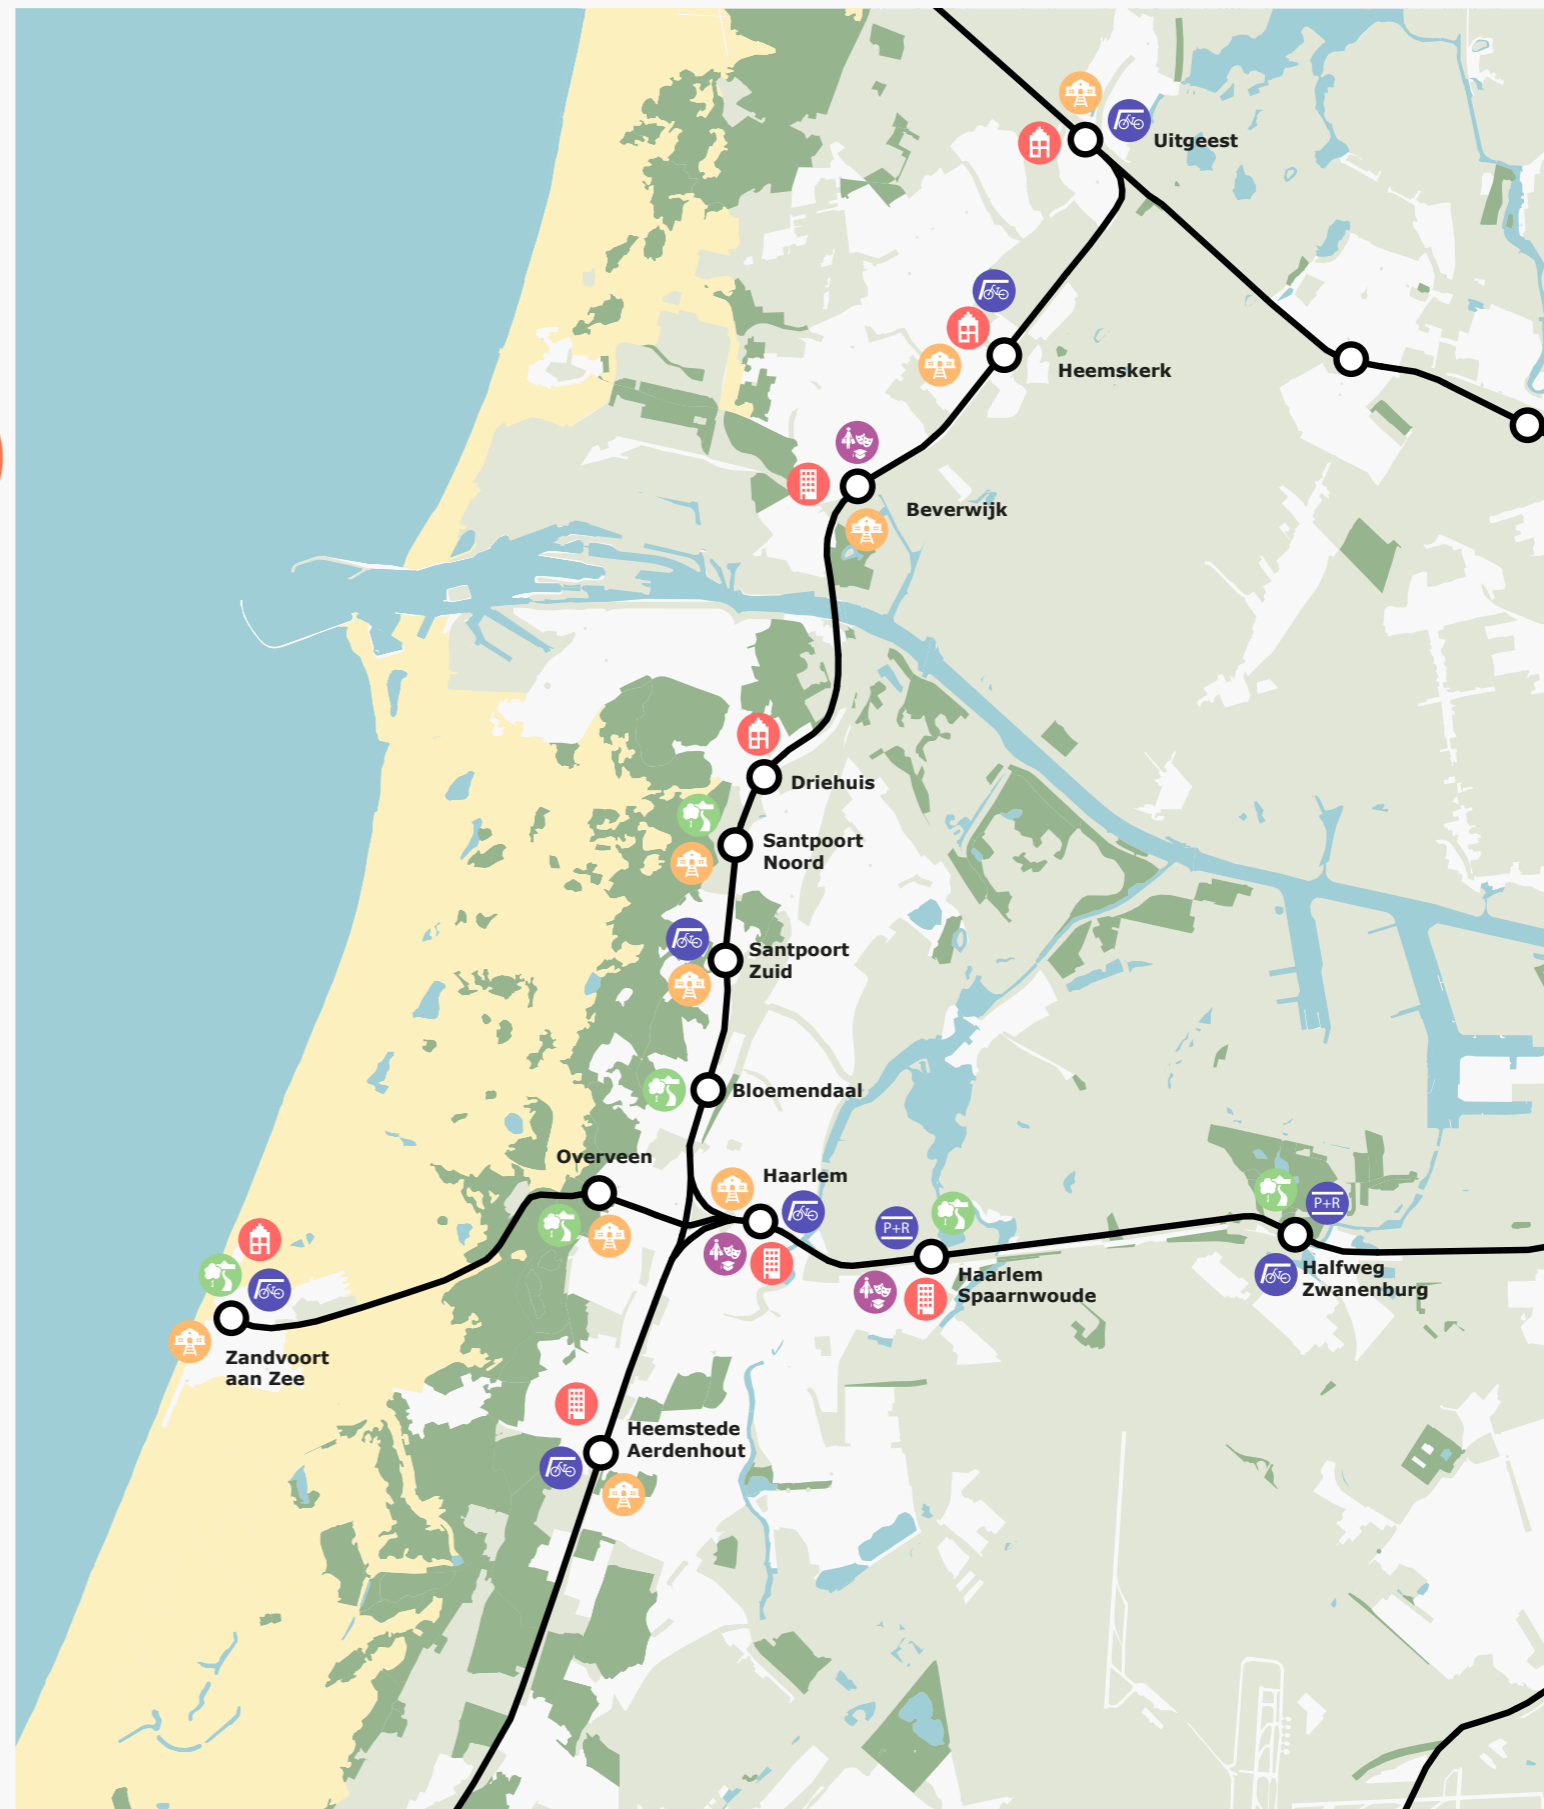 Uitgeest
Heemskerk
Beverwijk
Driehuis
Santpoort
Noord
Santpoort
Zuid
Bloemendaal
Overveen
Haarlem
P+R
Haarlem
Spaarnwoude
P+R
Halfweg
Zwanenburg
Zandvoort
aan Zee
Heemstede
Aerdenhout